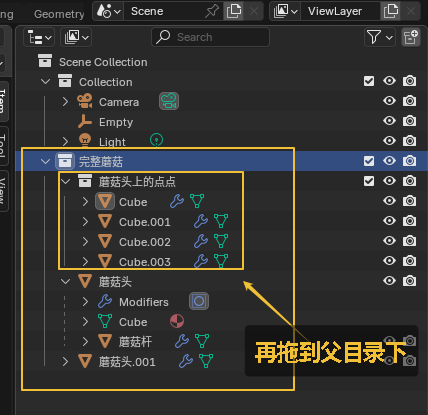 ng
Geometry
Scene
ViewLayer
Search
Scene Collection
Collection
Camera
Empty
Light
完整蘑菇
蘑菇头上的点点
Cube
Cube.001
Cube.002
Cube.003
蘑菇头
Modifiers
Cube
蘑菇杆
蘑菇头.001
再拖到父目录下
Item
Tool
View